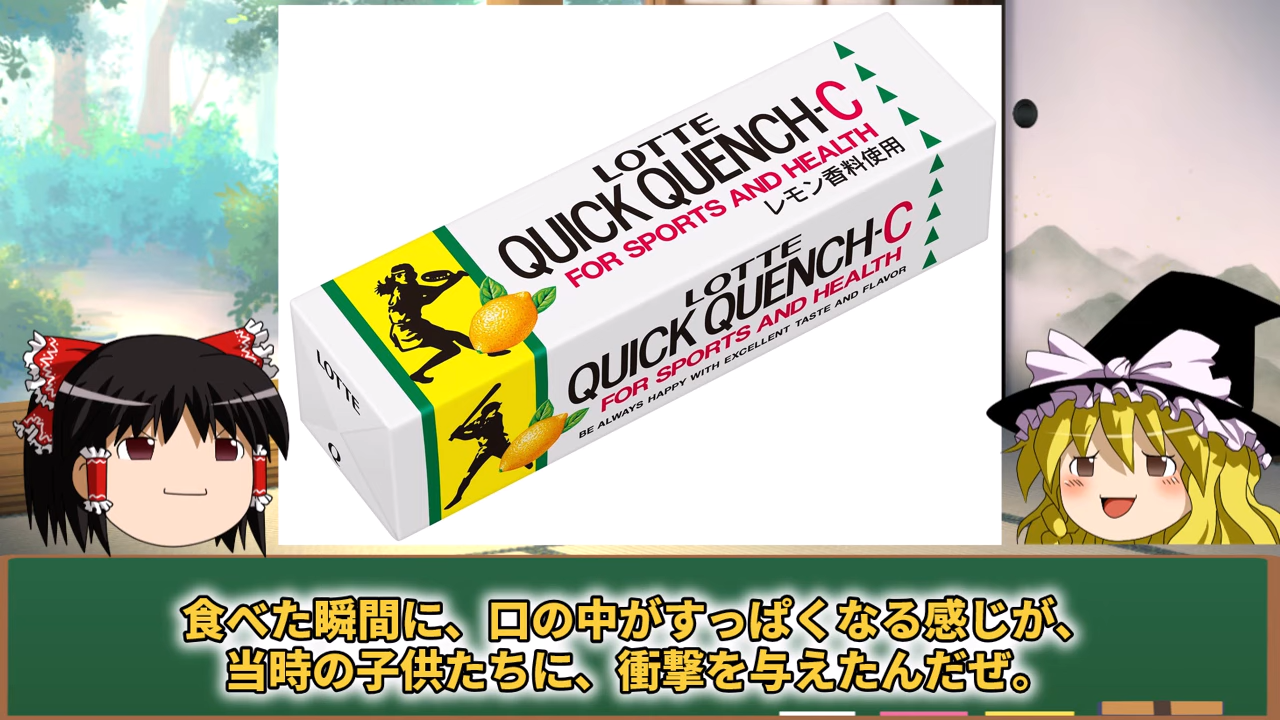 LOTTE
QUICK QUENCH-C
FOR SPORTS AND HEALTH
レモン香料使用
LOTTE
QUICK QUENCH-C
FOR SPORTS AND HEALTH
BE ALWAYS HAPPY WITH EXCELLENT TASTE AND FLAVOR
LOTTE
Q
食べた瞬間に、口の中がすっぱくなる感じが、
当時の子供たちに、衝撃を与えたんだぜ。